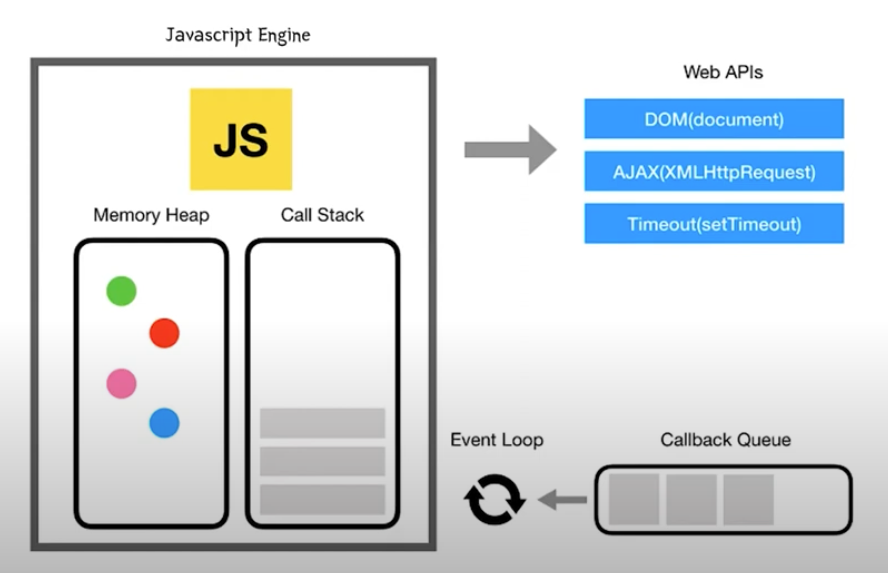 Javascript Engine
JS
Memory Heap
Call Stack
Web APIs
DOM(document)
AJAX(XMLHttpRequest)
Timeout(setTimeout)
Event Loop
Callback Queue